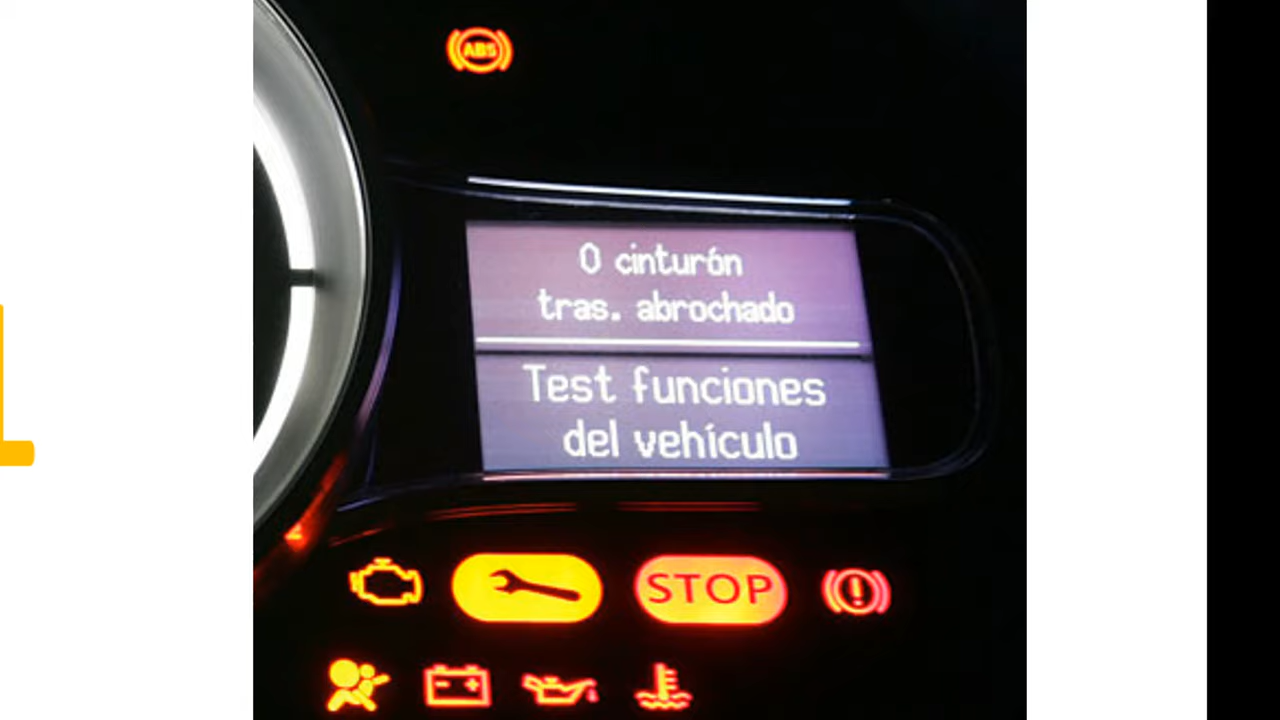 ABS
0 cinturón
tras. abrochado
Test funciones
del vehículo
STOP